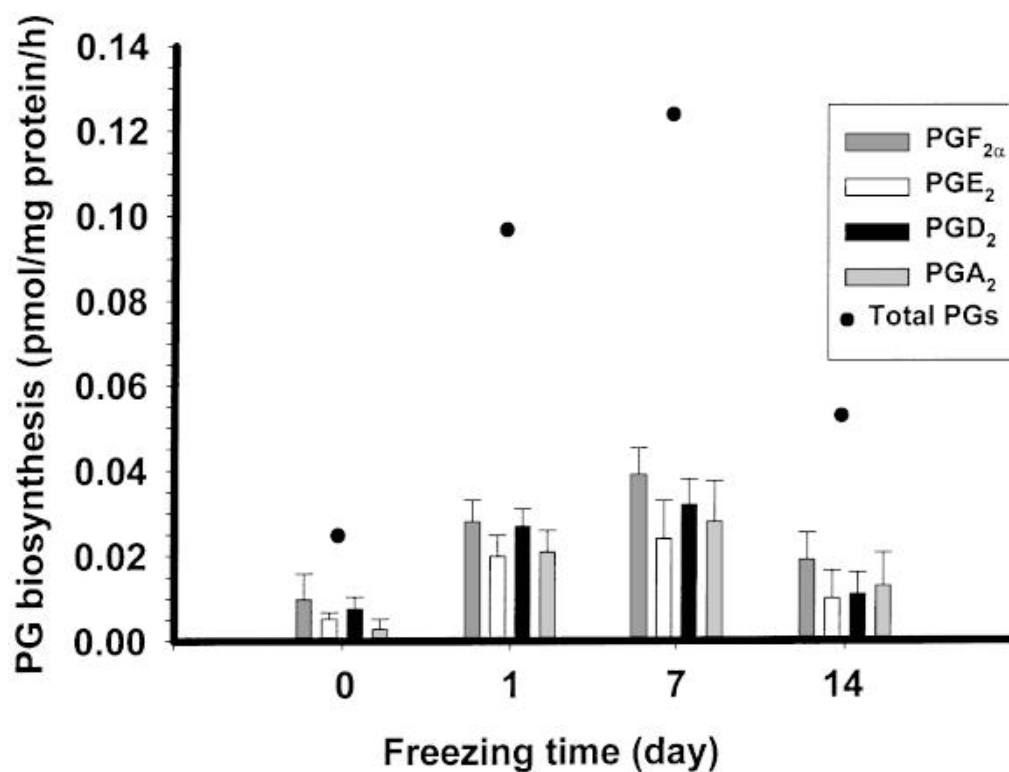 PG biosynthesis (pmol/mg protein/h)
0.14
0.12
0.10
0.08
0.06
0.04
0.02
0.00
PGF2α
PGE2
PGD2
PGA2
Total PGs
0 1 7 14
Freezing time (day)